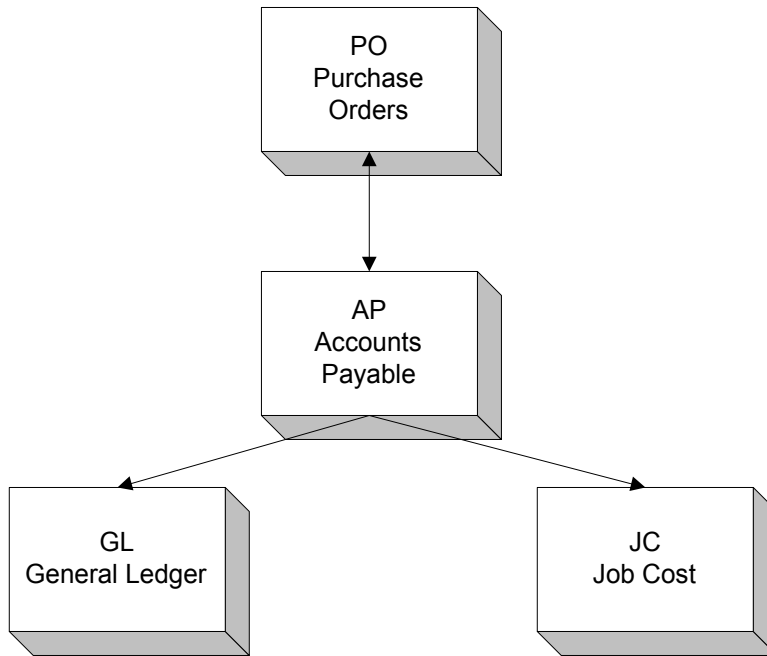 PO
Purchase
Orders
AP
Accounts
Payable
GL
General Ledger
JC
Job Cost